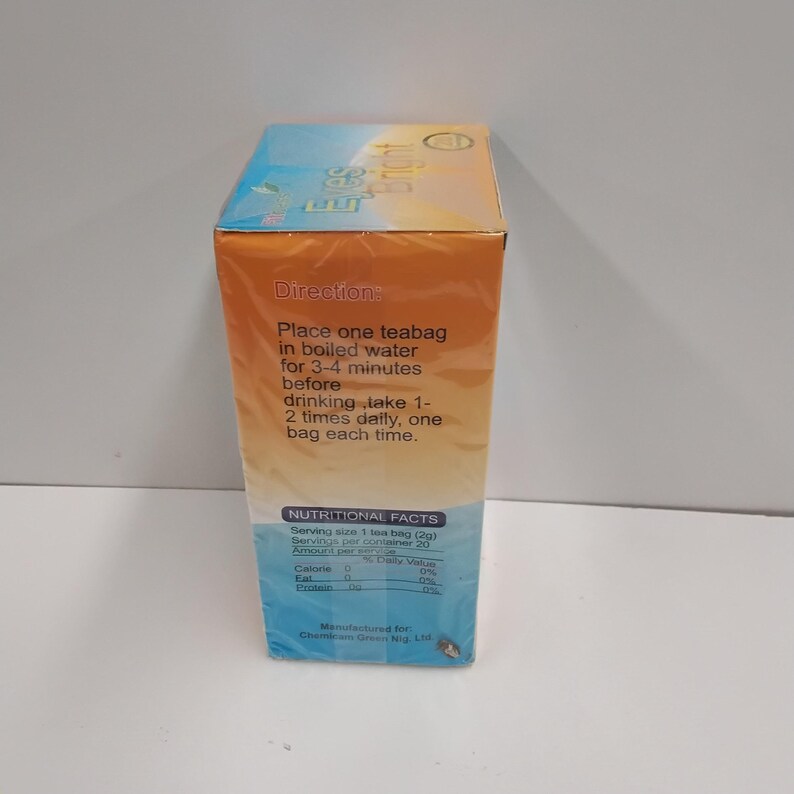 Eyes
Bright
20
Direction:
Place one teabag
in boiled water
for 3-4 minutes
before
drinking ,take 1-
2 times daily, one
bag each time.
NUTRITIONAL FACTS
Serving size 1 tea bag (2g)
Servings per container 20
Amount per service
% Daily Value
Calorie 0 0%
Fat 0 0%
Protein 0g 0%
Manufactured for:
Chemicam Green Nig. Ltd.